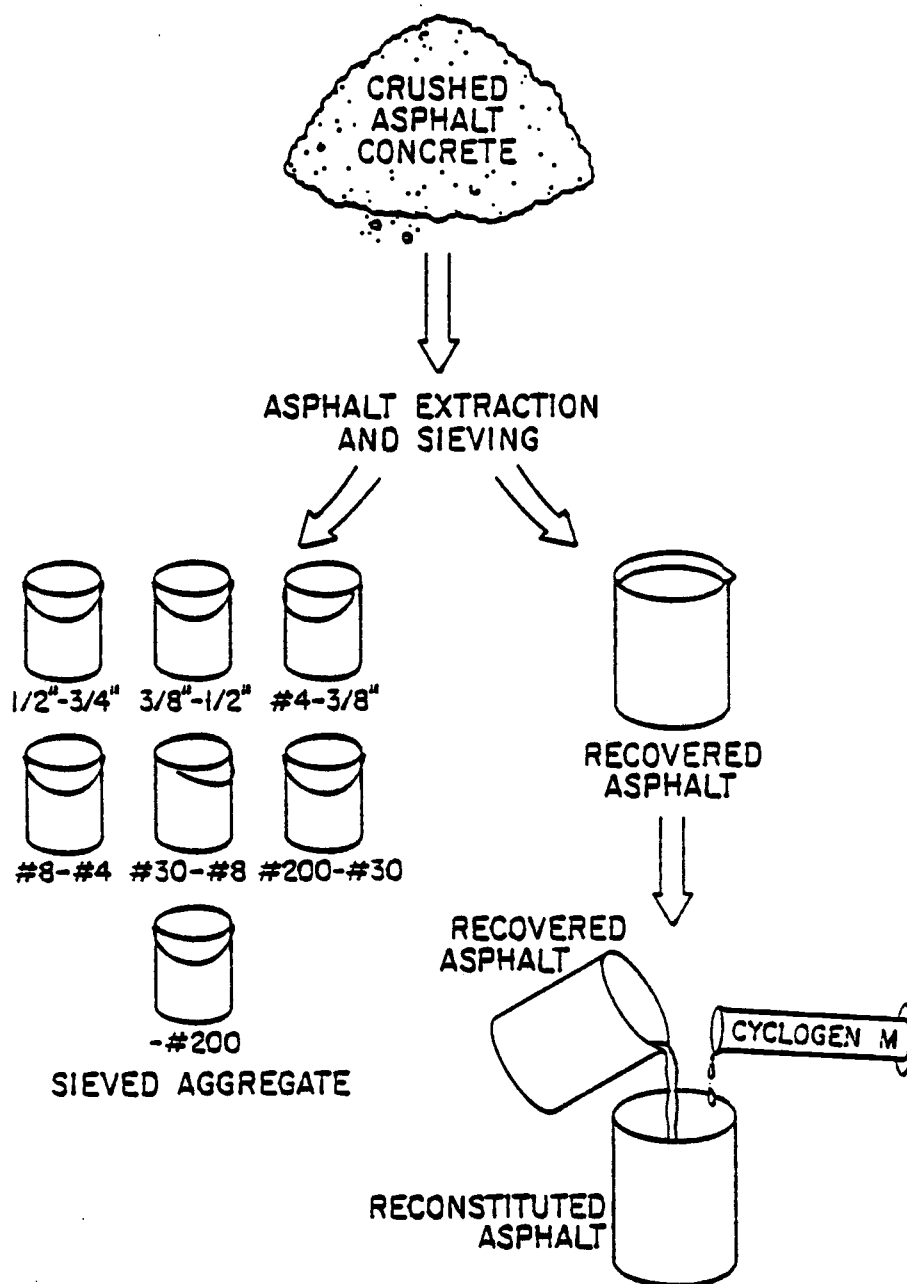 CRUSHED
ASPHALT
CONCRETE
ASPHALT EXTRACTION
AND SIEVING
1/2"-3/4"
3/8"-1/2"
#4-3/8"
#8-#4
#30-#8
#200-#30
-#200
SIEVED AGGREGATE
RECOVERED
ASPHALT
RECOVERED
ASPHALT
CYCLOGEN M
RECONSTITUTED
ASPHALT